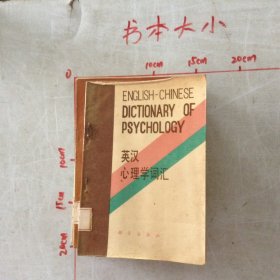 书本大小
0
10cm
15cm
20cm
ENGLISH-CHINESE
DICTIONARY OF
PSYCHOLOGY
英汉
心理学词汇
10cm
15cm
20cm